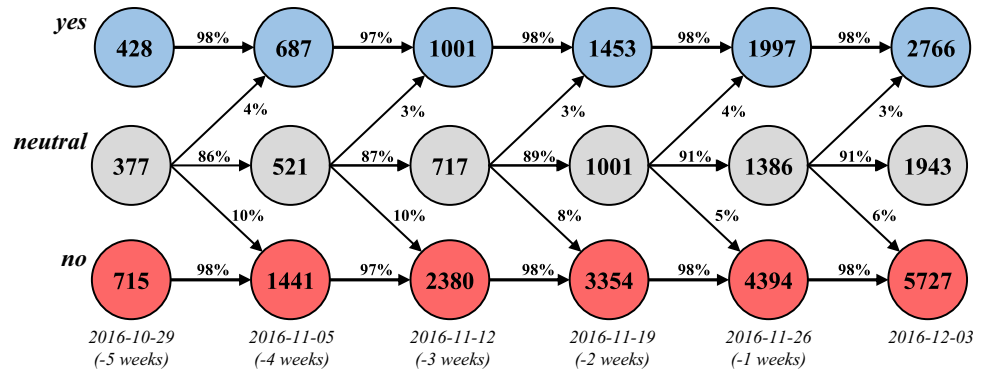 yes
428 98% 687 97% 1001 98% 1453 98% 1997 98% 2766
4% 3% 3% 4% 3%
neutral
377 86% 521 87% 717 89% 1001 91% 1386 91% 1943
10% 10% 8% 5% 6%
no
715 98% 1441 97% 2380 98% 3354 98% 4394 98% 5727
2016-10-29 2016-11-05 2016-11-12 2016-11-19 2016-11-26 2016-12-03
(-5 weeks) (-4 weeks) (-3 weeks) (-2 weeks) (-1 weeks)